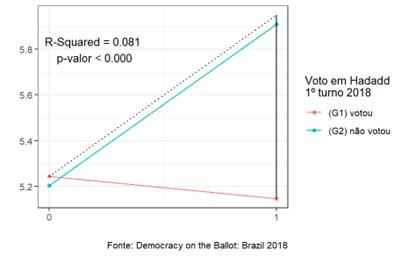 R-Squared = 0.081
p-valor < 0.000
5.8
5.6
5.4
5.2
0
1
Voto em Hadadd
1º turno 2018
(G1) votou
(G2) não votou
Fonte: Democracy on the Ballot: Brazil 2018